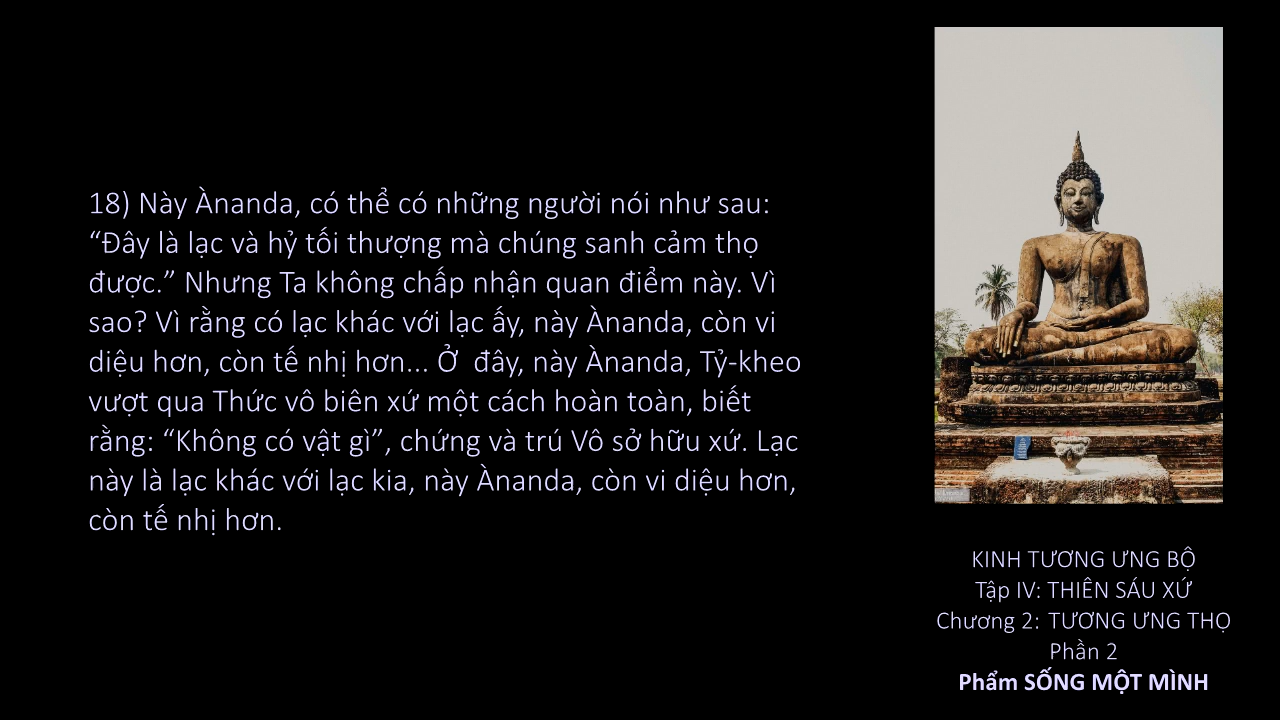 18) Này Ànanda, có thể có những người nói như sau:
“Đây là lạc và hỷ tối thượng mà chúng sanh cảm thọ
được.” Nhưng Ta không chấp nhận quan điểm này. Vì
sao? Vì rằng có lạc khác với lạc ấy, này Ànanda, còn vi
diệu hơn, còn tế nhị hơn... Ở  đây, này Ànanda, Tỷ-kheo
vượt qua Thức vô biên xứ một cách hoàn toàn, biết
rằng: “Không có vật gì”, chứng và trú Vô sở hữu xứ. Lạc
này là lạc khác với lạc kia, này Ànanda, còn vi diệu hơn,
còn tế nhị hơn.
KINH TƯƠNG ƯNG BỘ
Tập IV: THIÊN SÁU XỨ
Chương 2: TƯƠNG ƯNG THỌ
Phần 2
Phẩm SỐNG MỘT MÌNH